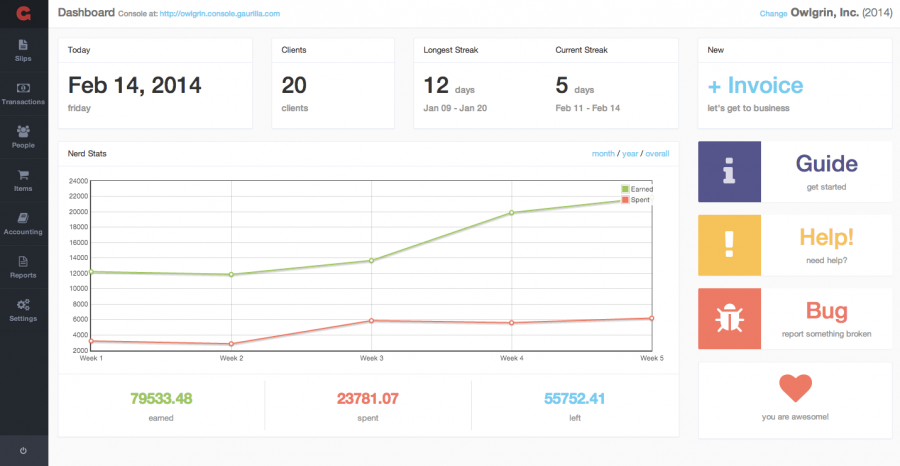 Dashboard Console at: http://owlgrin.console.gaurilla.com
Change Owlgrin, Inc. (2014)
Slips
Transactions
People
Items
Accounting
Reports
Settings
Today
Feb 14, 2014
friday
Clients
20
clients
Longest Streak
12 days
Jan 09 - Jan 20
Current Streak
5 days
Feb 11 - Feb 14
New
+ Invoice
let's get to business
Nerd Stats
month / year / overall
24000
22000
20000
18000
16000
14000
12000
10000
8000
6000
4000
2000
Earned
Spent
Week 1
Week 2
Week 3
Week 4
Week 5
79533.48
earned
23781.07
spent
55752.41
left
Guide
get started
Help!
need help?
Bug
report something broken
you are awesome!